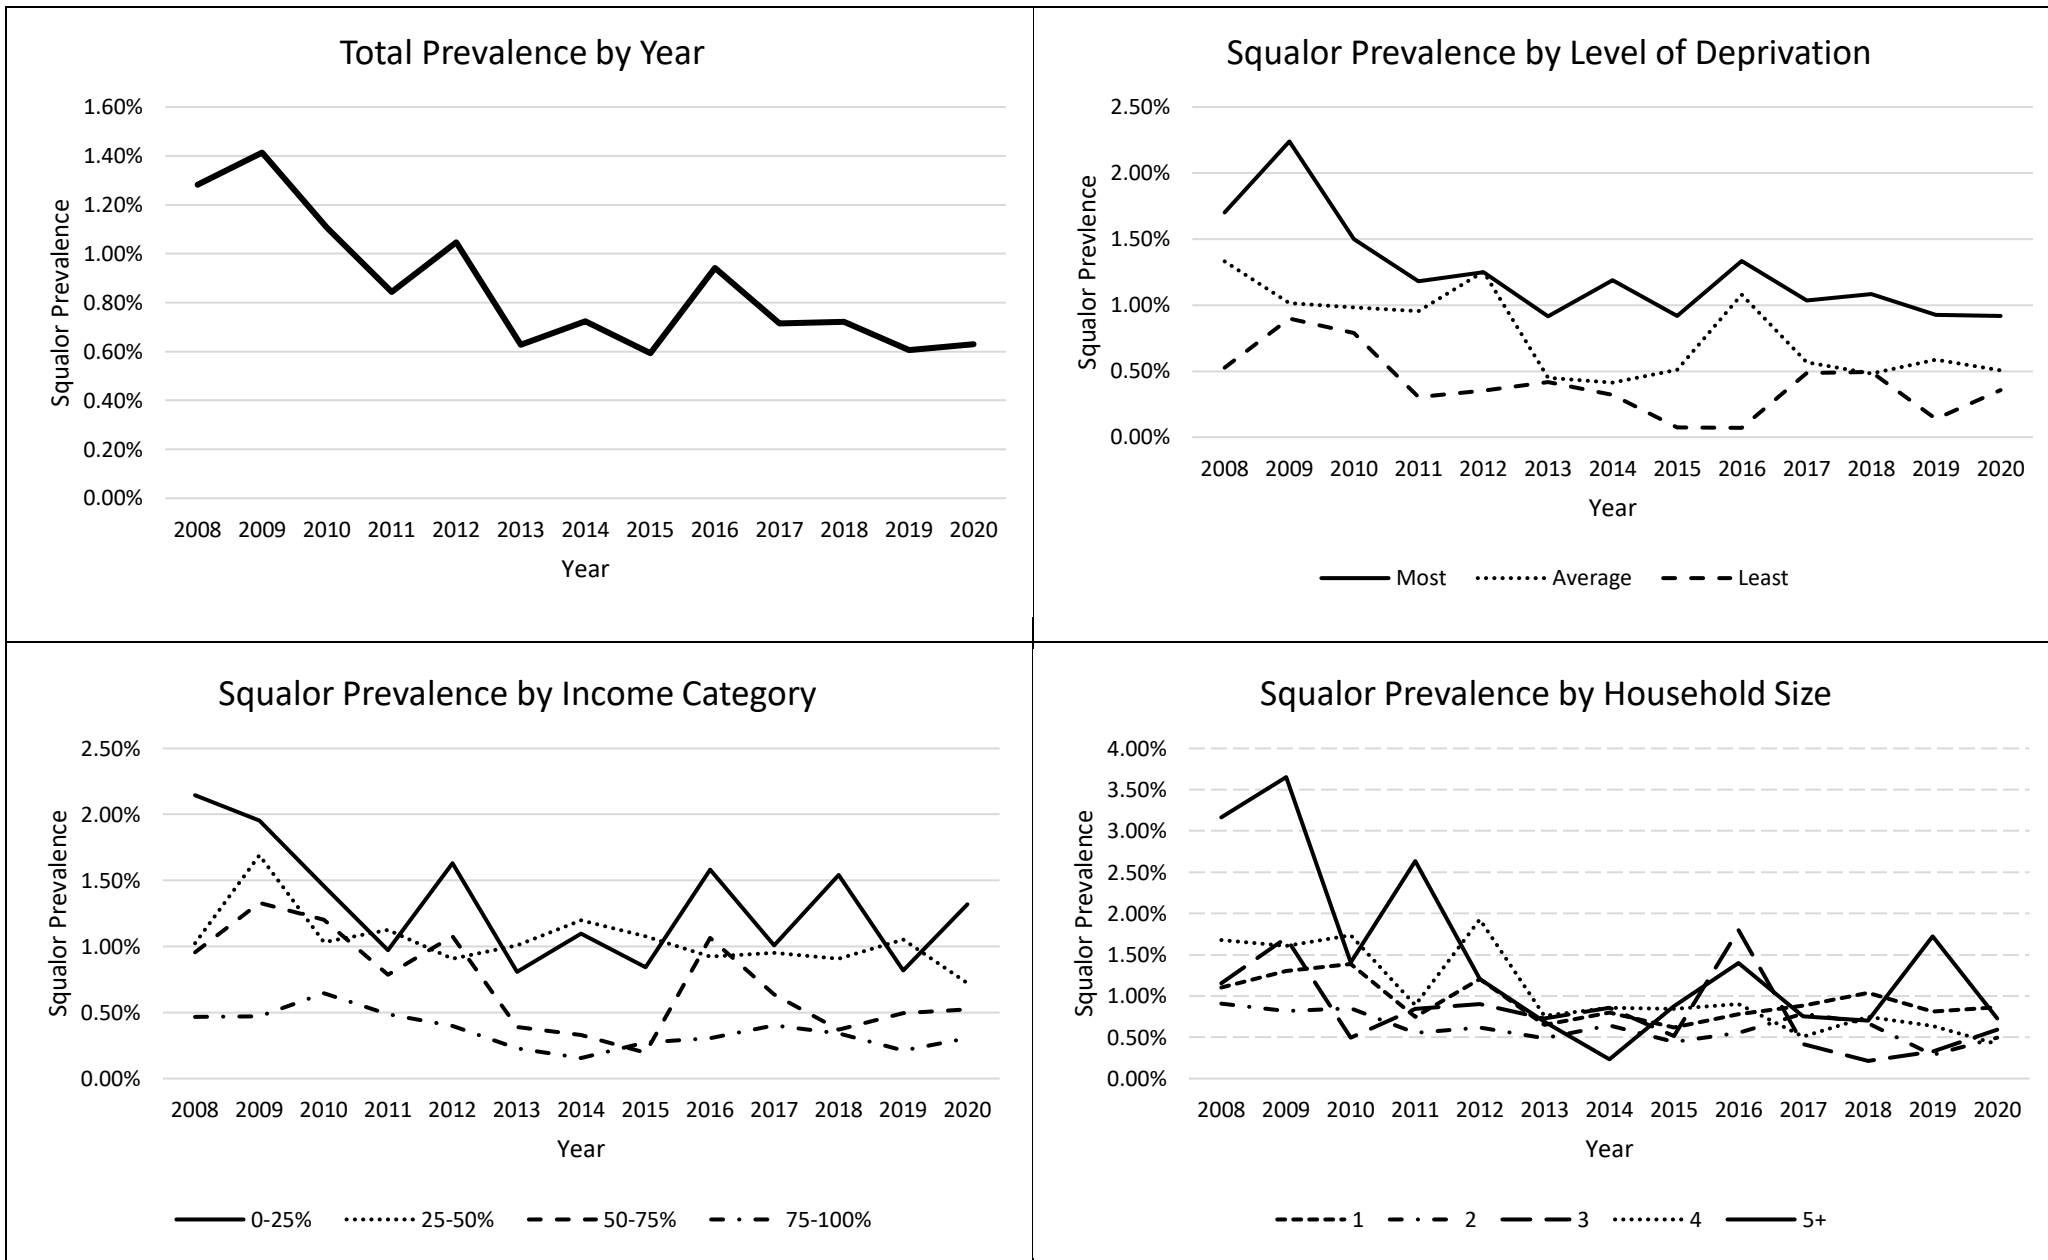 Total Prevalence by Year
1.60%
1.40%
1.20%
1.00%
0.80%
0.60%
0.40%
0.20%
0.00%
Squalor Prevalence
2008 2009 2010 2011 2012 2013 2014 2015 2016 2017 2018 2019 2020
Year
Squalor Prevalence by Level of Deprivation
2.50%
2.00%
1.50%
1.00%
0.50%
0.00%
Squalor Prevlence
2008 2009 2010 2011 2012 2013 2014 2015 2016 2017 2018 2019 2020
Year
Most Average Least
Squalor Prevalence by Income Category
2.50%
2.00%
1.50%
1.00%
0.50%
0.00%
Squalor Prevalence
2008 2009 2010 2011 2012 2013 2014 2015 2016 2017 2018 2019 2020
Year
0-25% 25-50% 50-75% 75-100%
Squalor Prevalence by Household Size
4.00%
3.50%
3.00%
2.50%
2.00%
1.50%
1.00%
0.50%
0.00%
Squalor Prevalence
2008 2009 2010 2011 2012 2013 2014 2015 2016 2017 2018 2019 2020
Year
1 2 3 4 5+